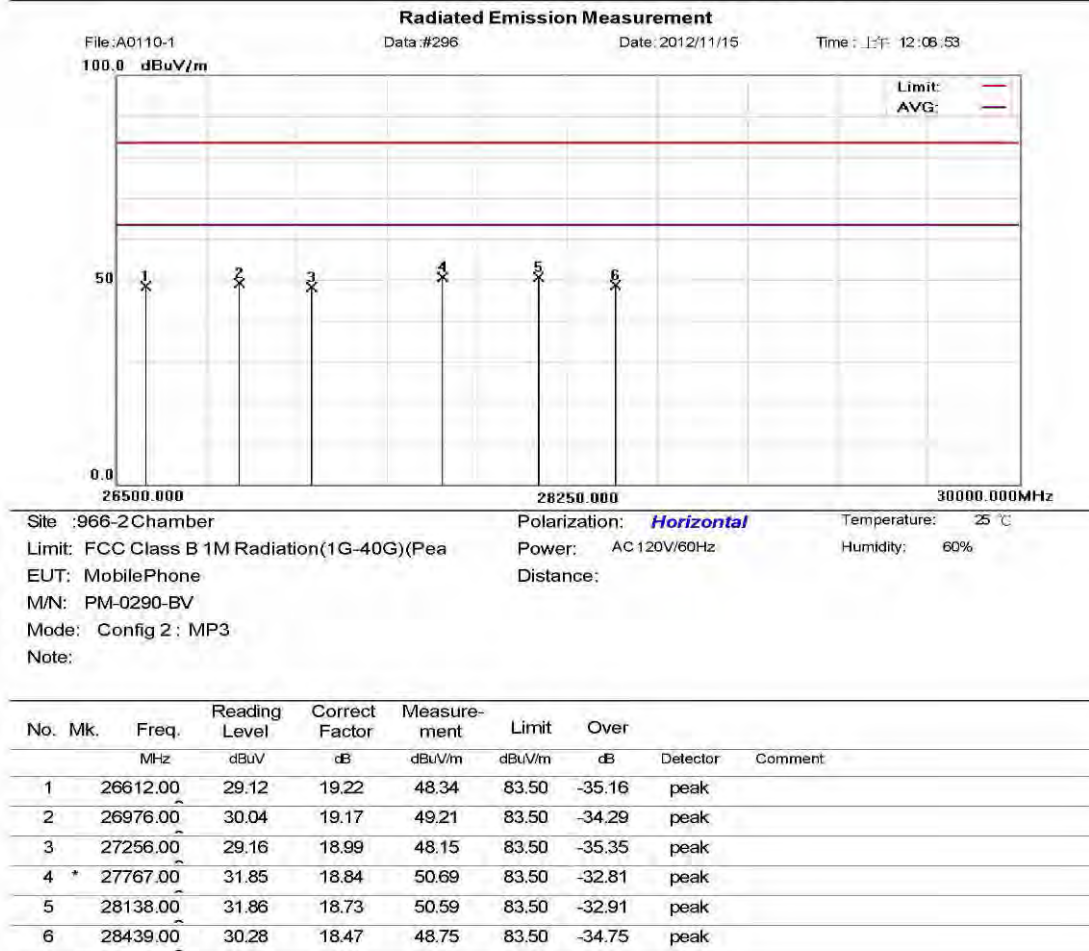 Radiated Emission Measurement
File:A0110-1 Data:#296 Date:2012/11/15 Time: 上午 12:06:53
100.0 dBuV/m
Limit:
AVG:
50
1 2 3 4 5 6
0.0
26500.000 28250.000 30000.000MHz
Site :966-2Chamber Polarization: Horizontal Temperature: 25 ℃
Limit: FCC Class B 1M Radiation(1G-40G)(Pea Power: AC 120V/60Hz Humidity: 60%
EUT: MobilePhone Distance:
M/N: PM-0290-BV
Mode: Config 2 : MP3
Note:
No. Mk. Freq. Reading Level Correct Factor Measure-ment Limit Over
MHz dBuV dB dBuV/m dBuV/m dB Detector Comment
1 26612.00 29.12 19.22 48.34 83.50 -35.16 peak
2 26976.00 30.04 19.17 49.21 83.50 -34.29 peak
3 27256.00 29.16 18.99 48.15 83.50 -35.35 peak
4 * 27767.00 31.85 18.84 50.69 83.50 -32.81 peak
5 28138.00 31.86 18.73 50.59 83.50 -32.91 peak
6 28439.00 30.28 18.47 48.75 83.50 -34.75 peak